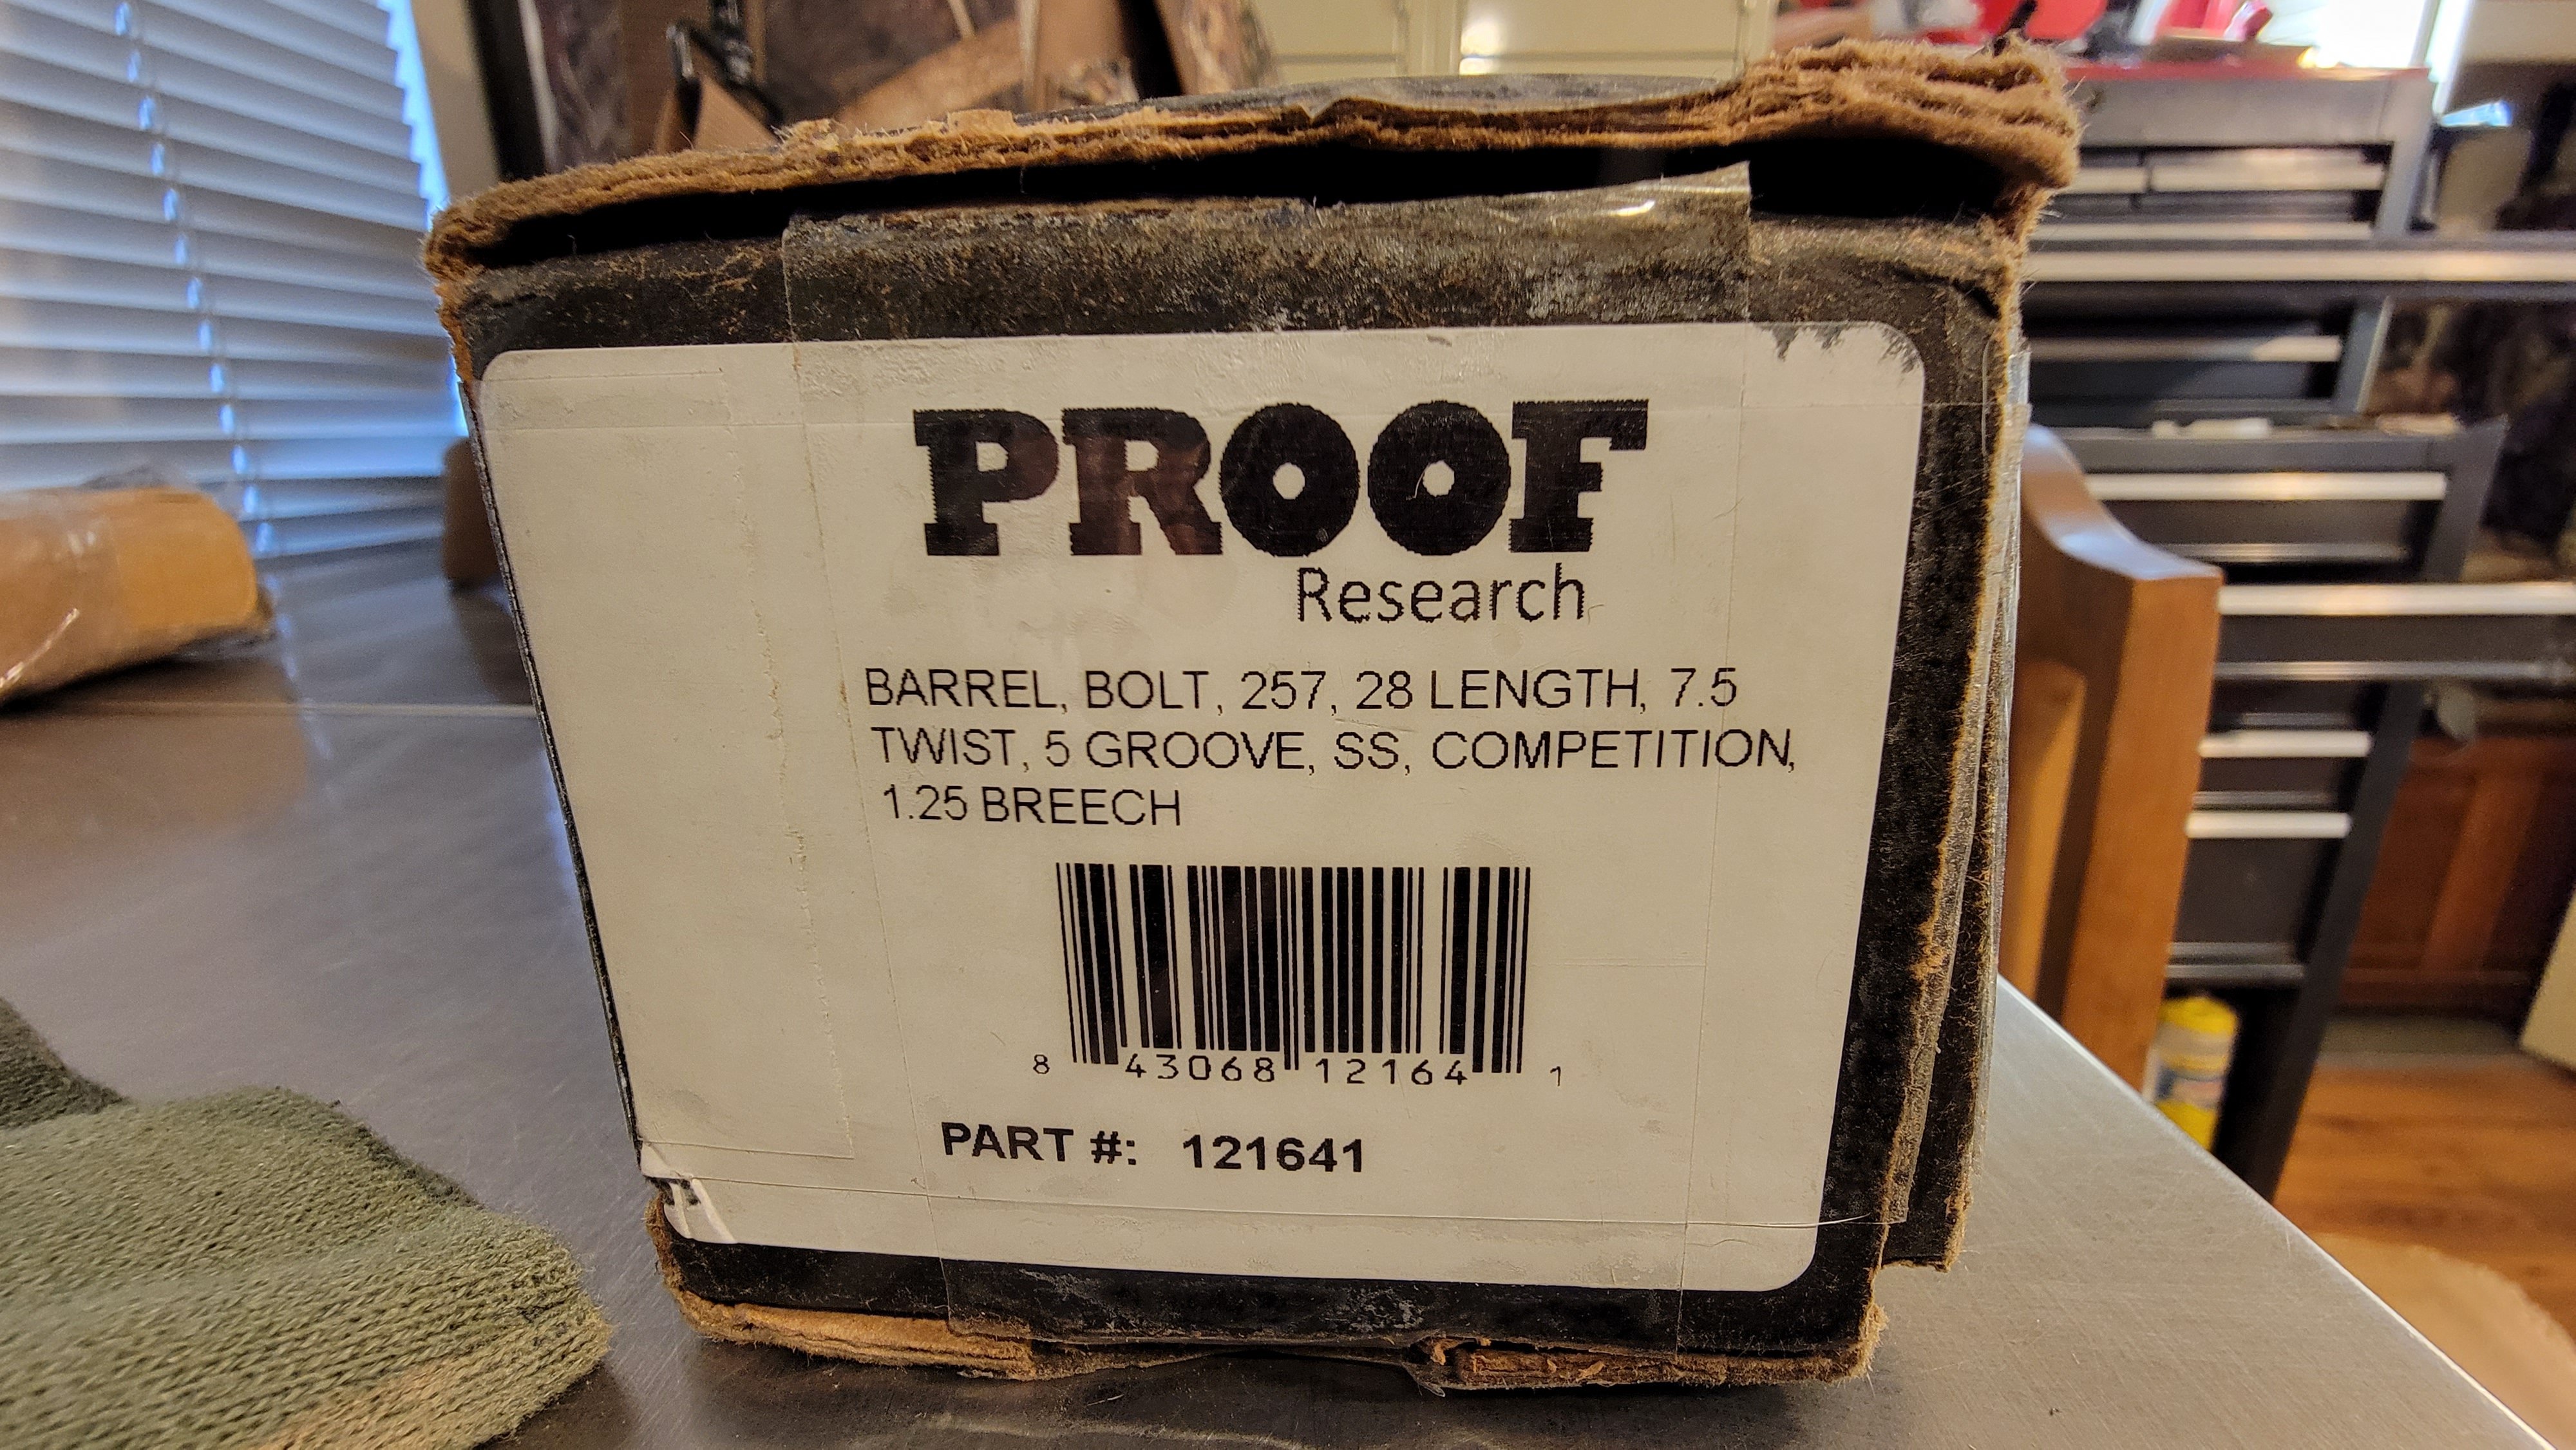 PROOF
Research
BARREL, BOLT, 257, 28 LENGTH, 7.5
TWIST, 5 GROOVE, SS, COMPETITION,
1.25 BREECH
8 43068 12164 1
PART #: 121641